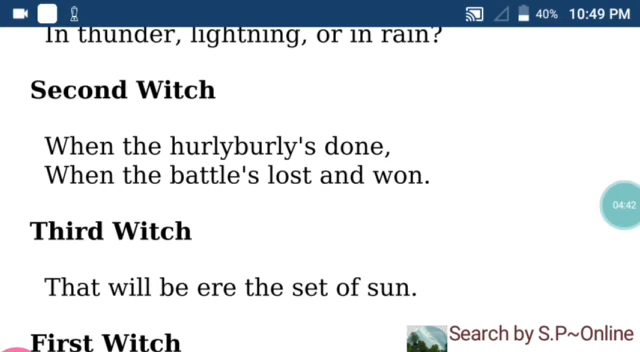 40% 10:49 PM
In thunder, lightning, or in rain?
Second Witch
When the hurlyburly's done,
When the battle's lost and won.
04:42
Third Witch
That will be ere the set of sun.
First Witch
Search by S.P~Online